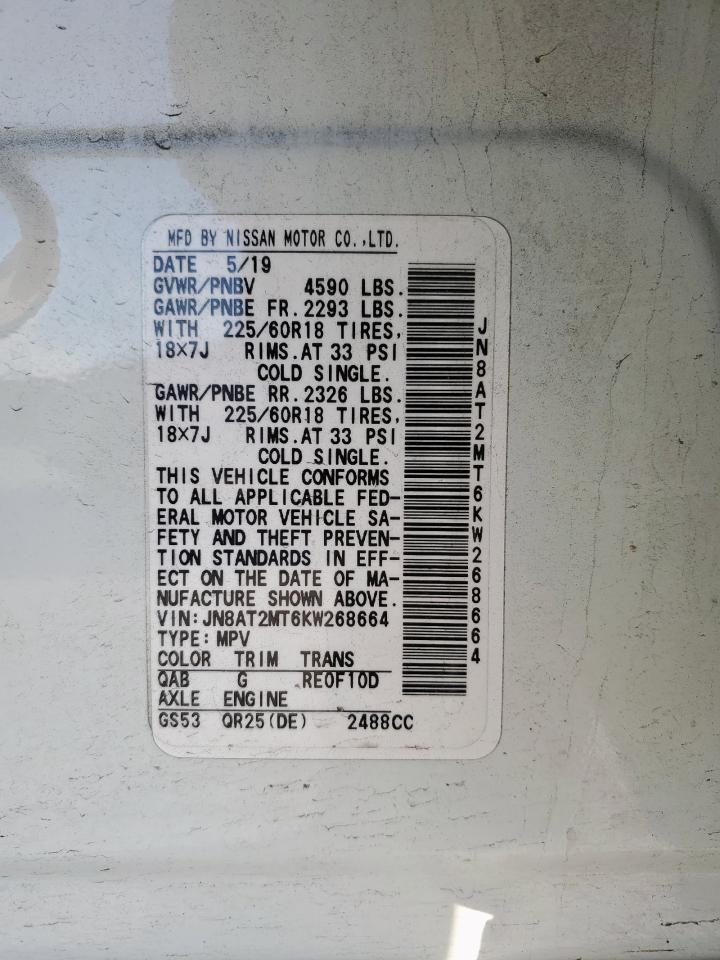 MFD BY NISSAN MOTOR CO.,LTD.
DATE 5/19
GVWR/PNBV 4590 LBS.
GAWR/PNBE FR.2293 LBS.
WITH 225/60R18 TIRES,
18X7J RIMS.AT 33 PSI
COLD SINGLE.
GAWR/PNBE RR.2326 LBS.
WITH 225/60R18 TIRES,
18X7J RIMS.AT 33 PSI
COLD SINGLE.
THIS VEHICLE CONFORMS
TO ALL APPLICABLE FED-
ERAL MOTOR VEHICLE SA-
FETY AND THEFT PREVEN-
TION STANDARDS IN EFF-
ECT ON THE DATE OF MA-
NUFACTURE SHOWN ABOVE.
VIN:JN8AT2MT6KW268664
TYPE:MPV
COLOR TRIM TRANS
QAB G RE0F10D
AXLE ENGINE
GS53 QR25(DE) 2488CC
JN8AT2MT6KW268664